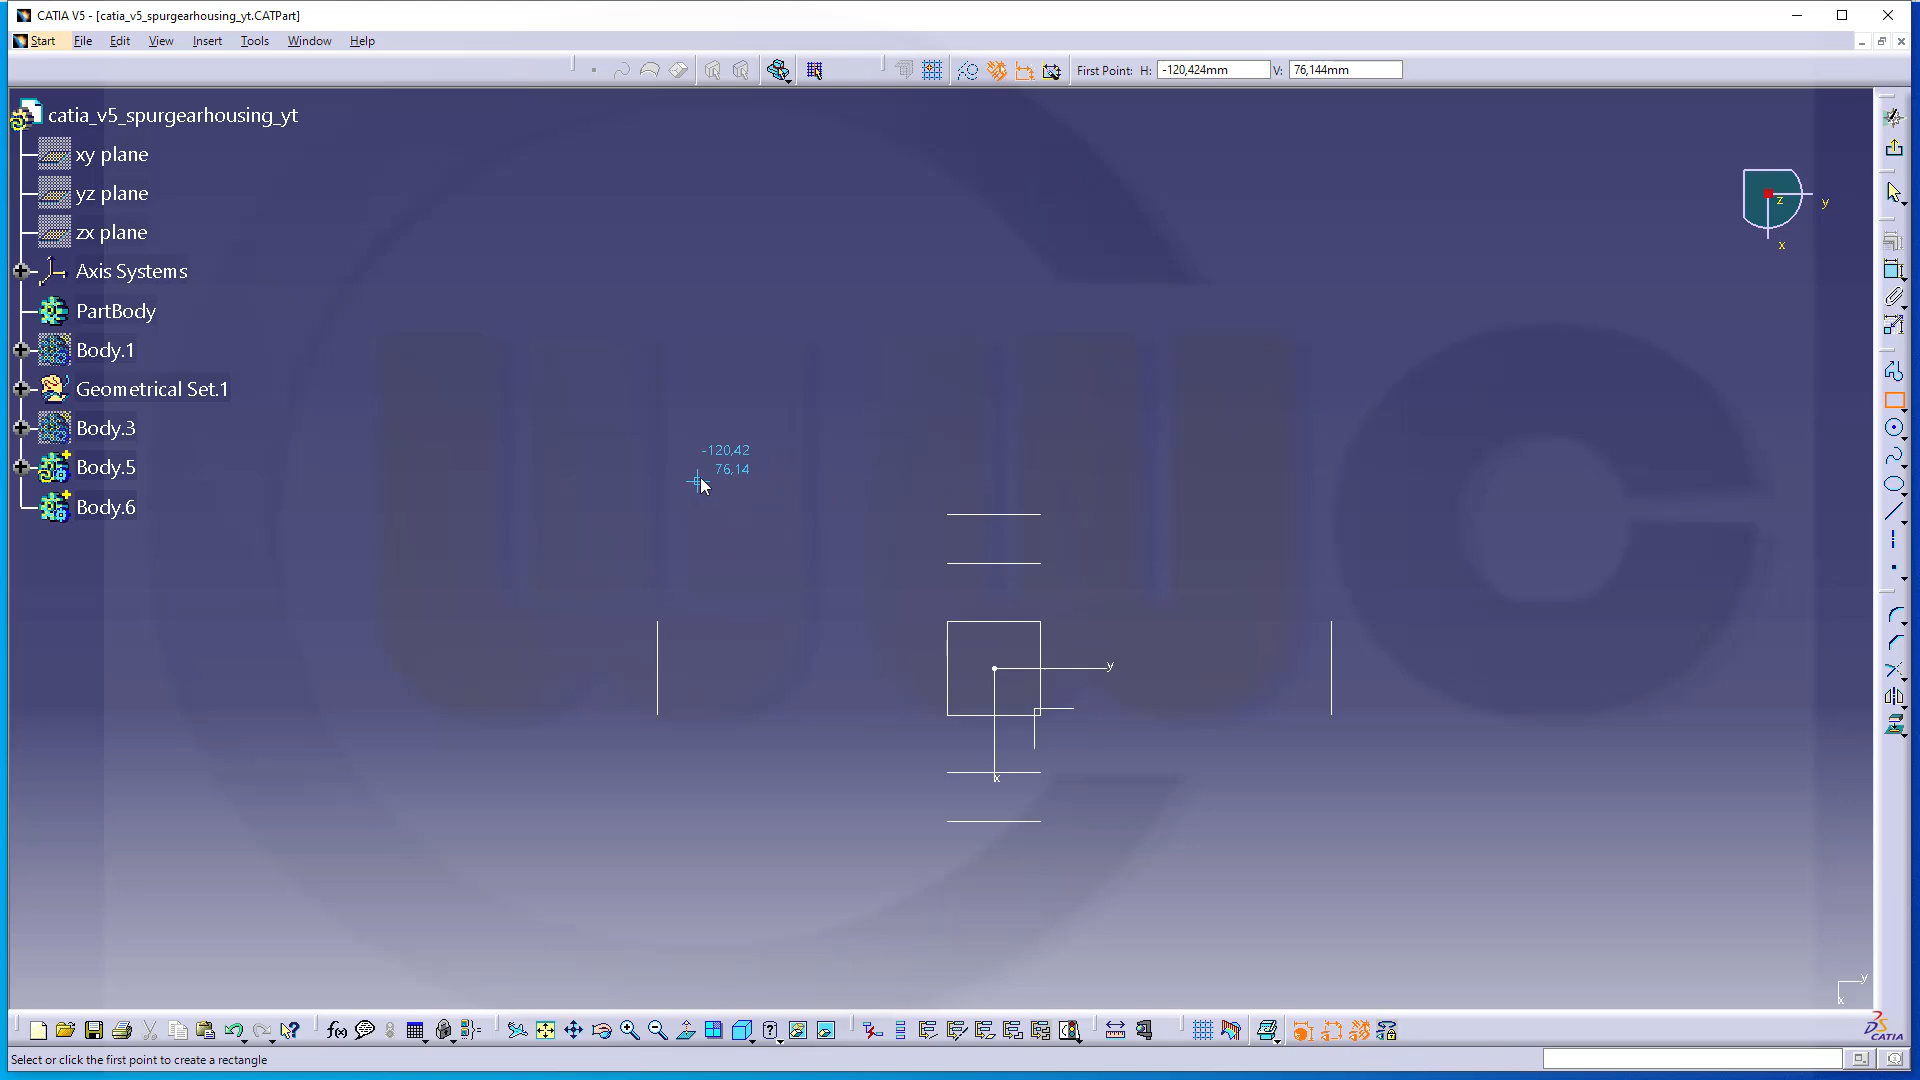 CATIA V5 - [catia_v5_spurgearhousing_yt.CATPart]
Start File Edit View Insert Tools Window Help
First Point: H: -120,424mm V: 76,144mm
catia_v5_spurgearhousing_yt
xy plane
yz plane
zx plane
Axis Systems
PartBody
Body.1
Geometrical Set.1
Body.3
Body.5
Body.6
z
y
x
-120,42
76,14
y
x
y
x
CATIA
Select or click the first point to create a rectangle